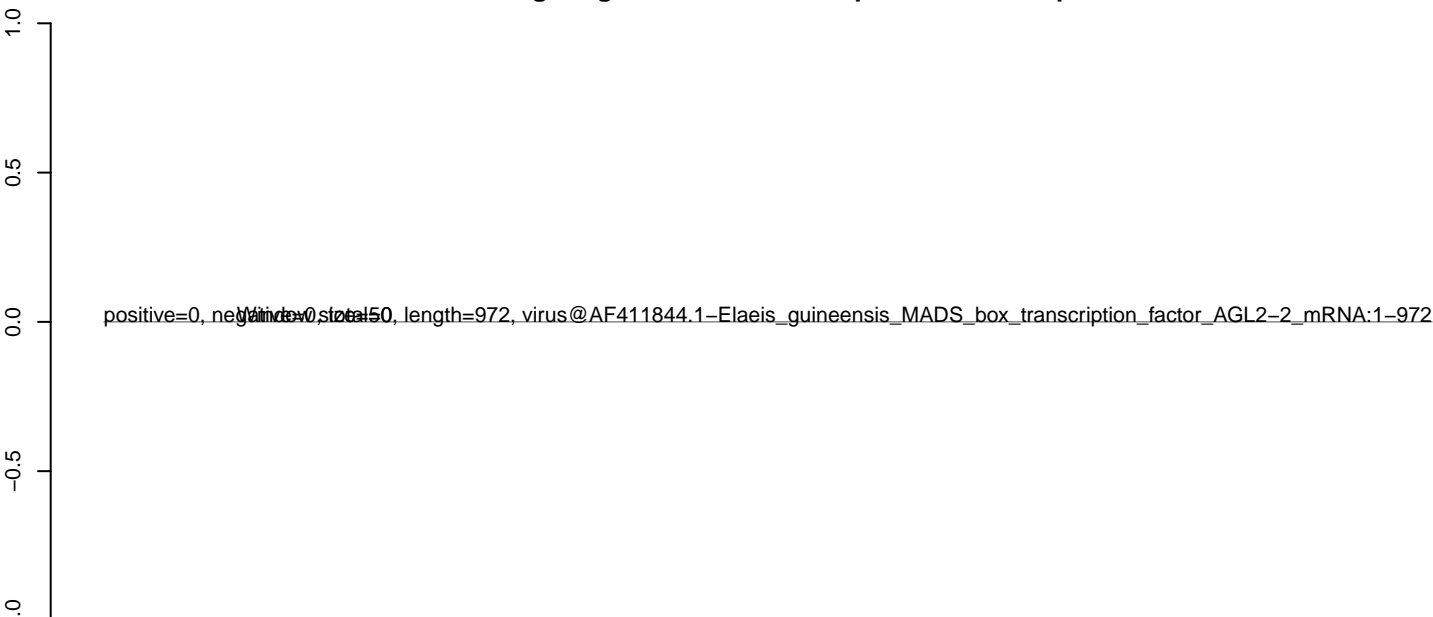 1.0
0.5
0.0
positive=0, negative=0, total=0, length=972, virus@AF411844.1−Elaeis_guineensis_MADS_box_transcription_factor_AGL2−2_mRNA:1−972
Window size=50
−0.5